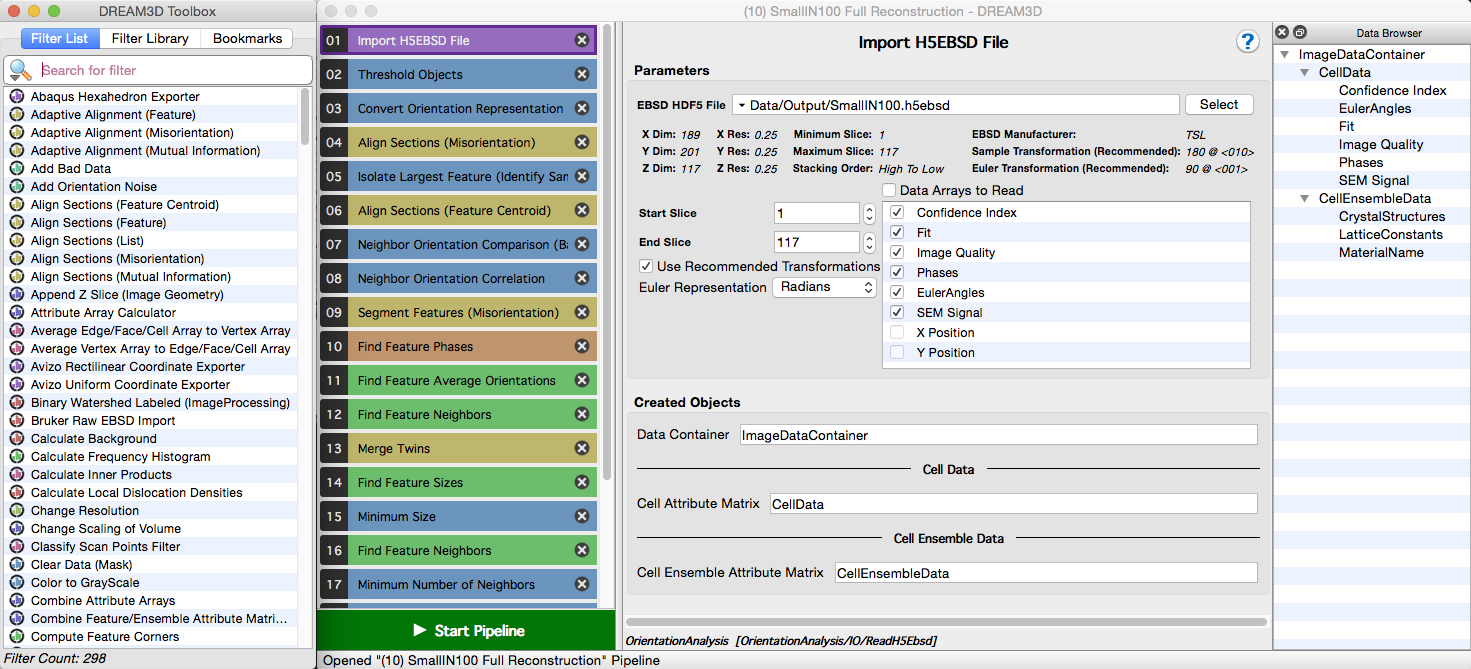 DREAM3D Toolbox
Filter List Filter Library Bookmarks
Search for filter
Abaqus Hexahedron Exporter
Adaptive Alignment (Feature)
Adaptive Alignment (Misorientation)
Adaptive Alignment (Mutual Information)
Add Bad Data
Add Orientation Noise
Align Sections (Feature Centroid)
Align Sections (Feature)
Align Sections (List)
Align Sections (Misorientation)
Align Sections (Mutual Information)
Append Z Slice (Image Geometry)
Attribute Array Calculator
Average Edge/Face/Cell Array to Vertex Array
Average Vertex Array to Edge/Face/Cell Array
Avizo Rectilinear Coordinate Exporter
Avizo Uniform Coordinate Exporter
Binary Watershed Labeled (ImageProcessing)
Bruker Raw EBSD Import
Calculate Background
Calculate Frequency Histogram
Calculate Inner Products
Calculate Local Dislocation Densities
Change Resolution
Change Scaling of Volume
Classify Scan Points Filter
Clear Data (Mask)
Color to GrayScale
Combine Attribute Arrays
Combine Feature/Ensemble Attribute Matri...
Compute Feature Corners
Filter Count: 298
(10) SmallIN100 Full Reconstruction - DREAM3D
01 Import H5EBSD File
02 Threshold Objects
03 Convert Orientation Representation
04 Align Sections (Misorientation)
05 Isolate Largest Feature (Identify San
06 Align Sections (Feature Centroid)
07 Neighbor Orientation Comparison (Ba
08 Neighbor Orientation Correlation
09 Segment Features (Misorientation)
10 Find Feature Phases
11 Find Feature Average Orientations
12 Find Feature Neighbors
13 Merge Twins
14 Find Feature Sizes
15 Minimum Size
16 Find Feature Neighbors
17 Minimum Number of Neighbors
Start Pipeline
Opened "(10) SmallIN100 Full Reconstruction" Pipeline
Import H5EBSD File
?
Parameters
EBSD HDF5 File Data/Output/SmallIN100.h5ebsd Select
X Dim: 189 X Res: 0.25 Minimum Slice: 1 EBSD Manufacturer: TSL
Y Dim: 201 Y Res: 0.25 Maximum Slice: 117 Sample Transformation (Recommended): 180 @ <010>
Z Dim: 117 Z Res: 0.25 Stacking Order: High To Low Euler Transformation (Recommended): 90 @ <001>
Data Arrays to Read
Start Slice 1
End Slice 117
Use Recommended Transformations
Euler Representation Radians
Confidence Index
Fit
Image Quality
Phases
EulerAngles
SEM Signal
X Position
Y Position
Created Objects
Data Container ImageDataContainer
Cell Data
Cell Attribute Matrix CellData
Cell Ensemble Data
Cell Ensemble Attribute Matrix CellEnsembleData
OrientationAnalysis [OrientationAnalysis/IO/ReadH5Ebsd]
Data Browser
ImageDataContainer
CellData
Confidence Index
EulerAngles
Fit
Image Quality
Phases
SEM Signal
CellEnsembleData
CrystalStructures
LatticeConstants
MaterialName